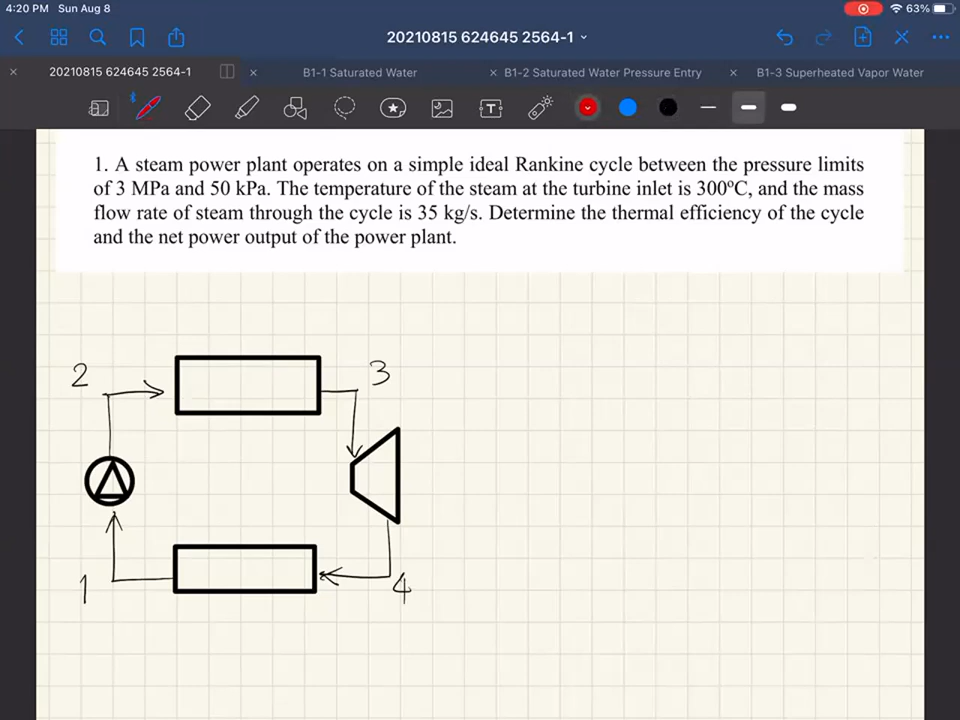 4:20 PM Sun Aug 8
63%
20210815 624645 2564-1
20210815 624645 2564-1
B1-1 Saturated Water
B1-2 Saturated Water Pressure Entry
B1-3 Superheated Vapor Water
T
1. A steam power plant operates on a simple ideal Rankine cycle between the pressure limits
of 3 MPa and 50 kPa. The temperature of the steam at the turbine inlet is 300ºC, and the mass
flow rate of steam through the cycle is 35 kg/s. Determine the thermal efficiency of the cycle
and the net power output of the power plant.
2
3
1
4